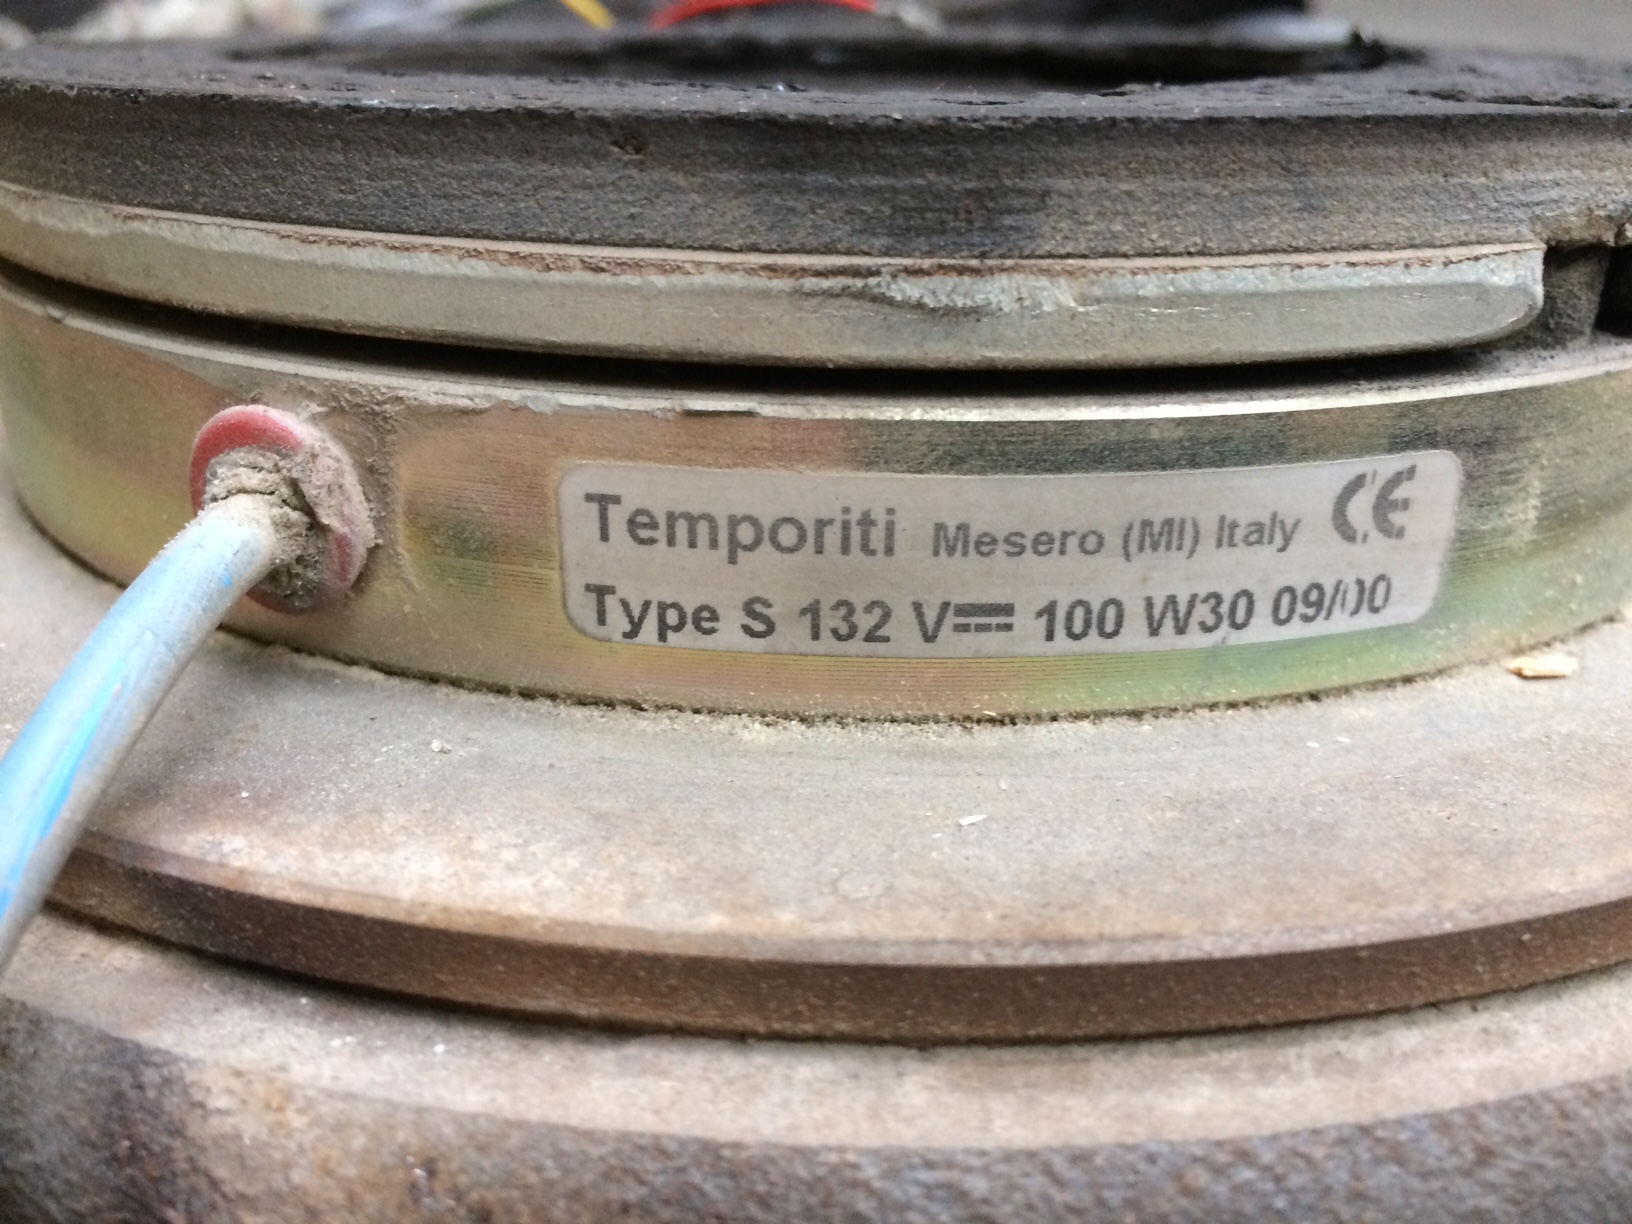 Temporiti Mesero (MI) Italy CE
Type S 132 V⎓ 100 W30 09/00